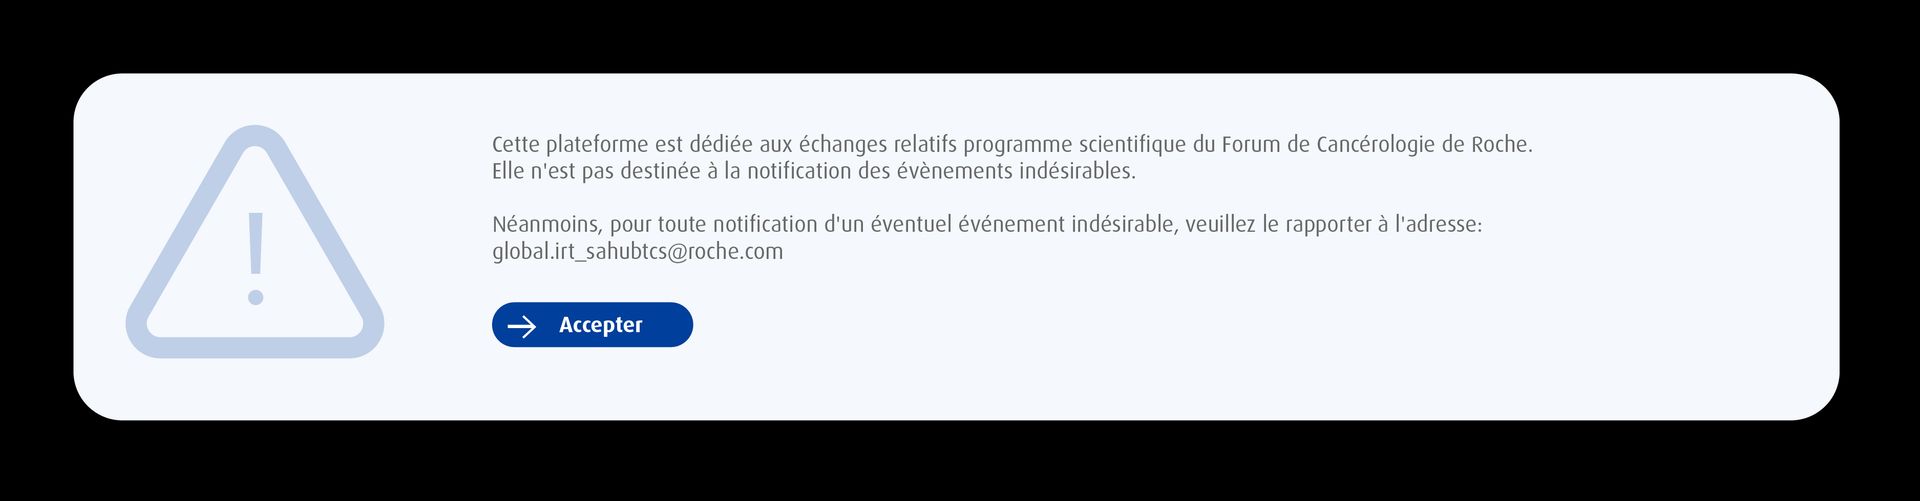 Cette plateforme est dédiée aux échanges relatifs programme scientifique du Forum de Cancérologie de Roche.
Elle n'est pas destinée à la notification des évènements indésirables.
Néanmoins, pour toute notification d'un éventuel événement indésirable, veuillez le rapporter à l'adresse:
global.irt_sahubtcs@roche.com
Accepter